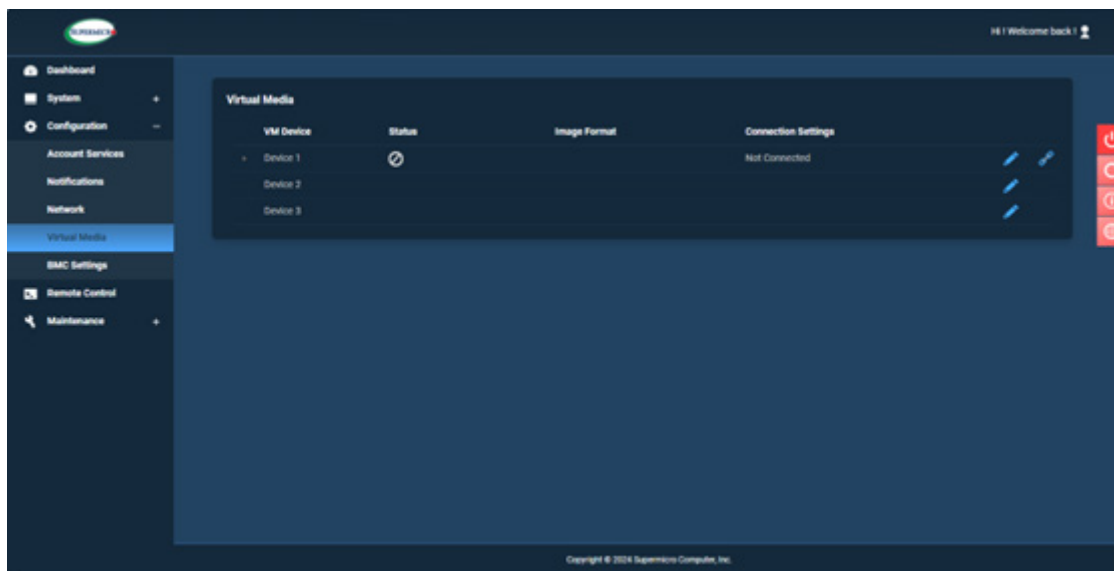 SUPERMICR
Hi ! Welcome back !
Dashboard
System +
Configuration −
Account Services
Notifications
Network
Virtual Media
BMC Settings
Remote Control
Maintenance +
Virtual Media
VM Device Status Image Format Connection Settings
Device 1 Not Connected
Device 2
Device 3
Copyright © 2024 Supermicro Computer, Inc.